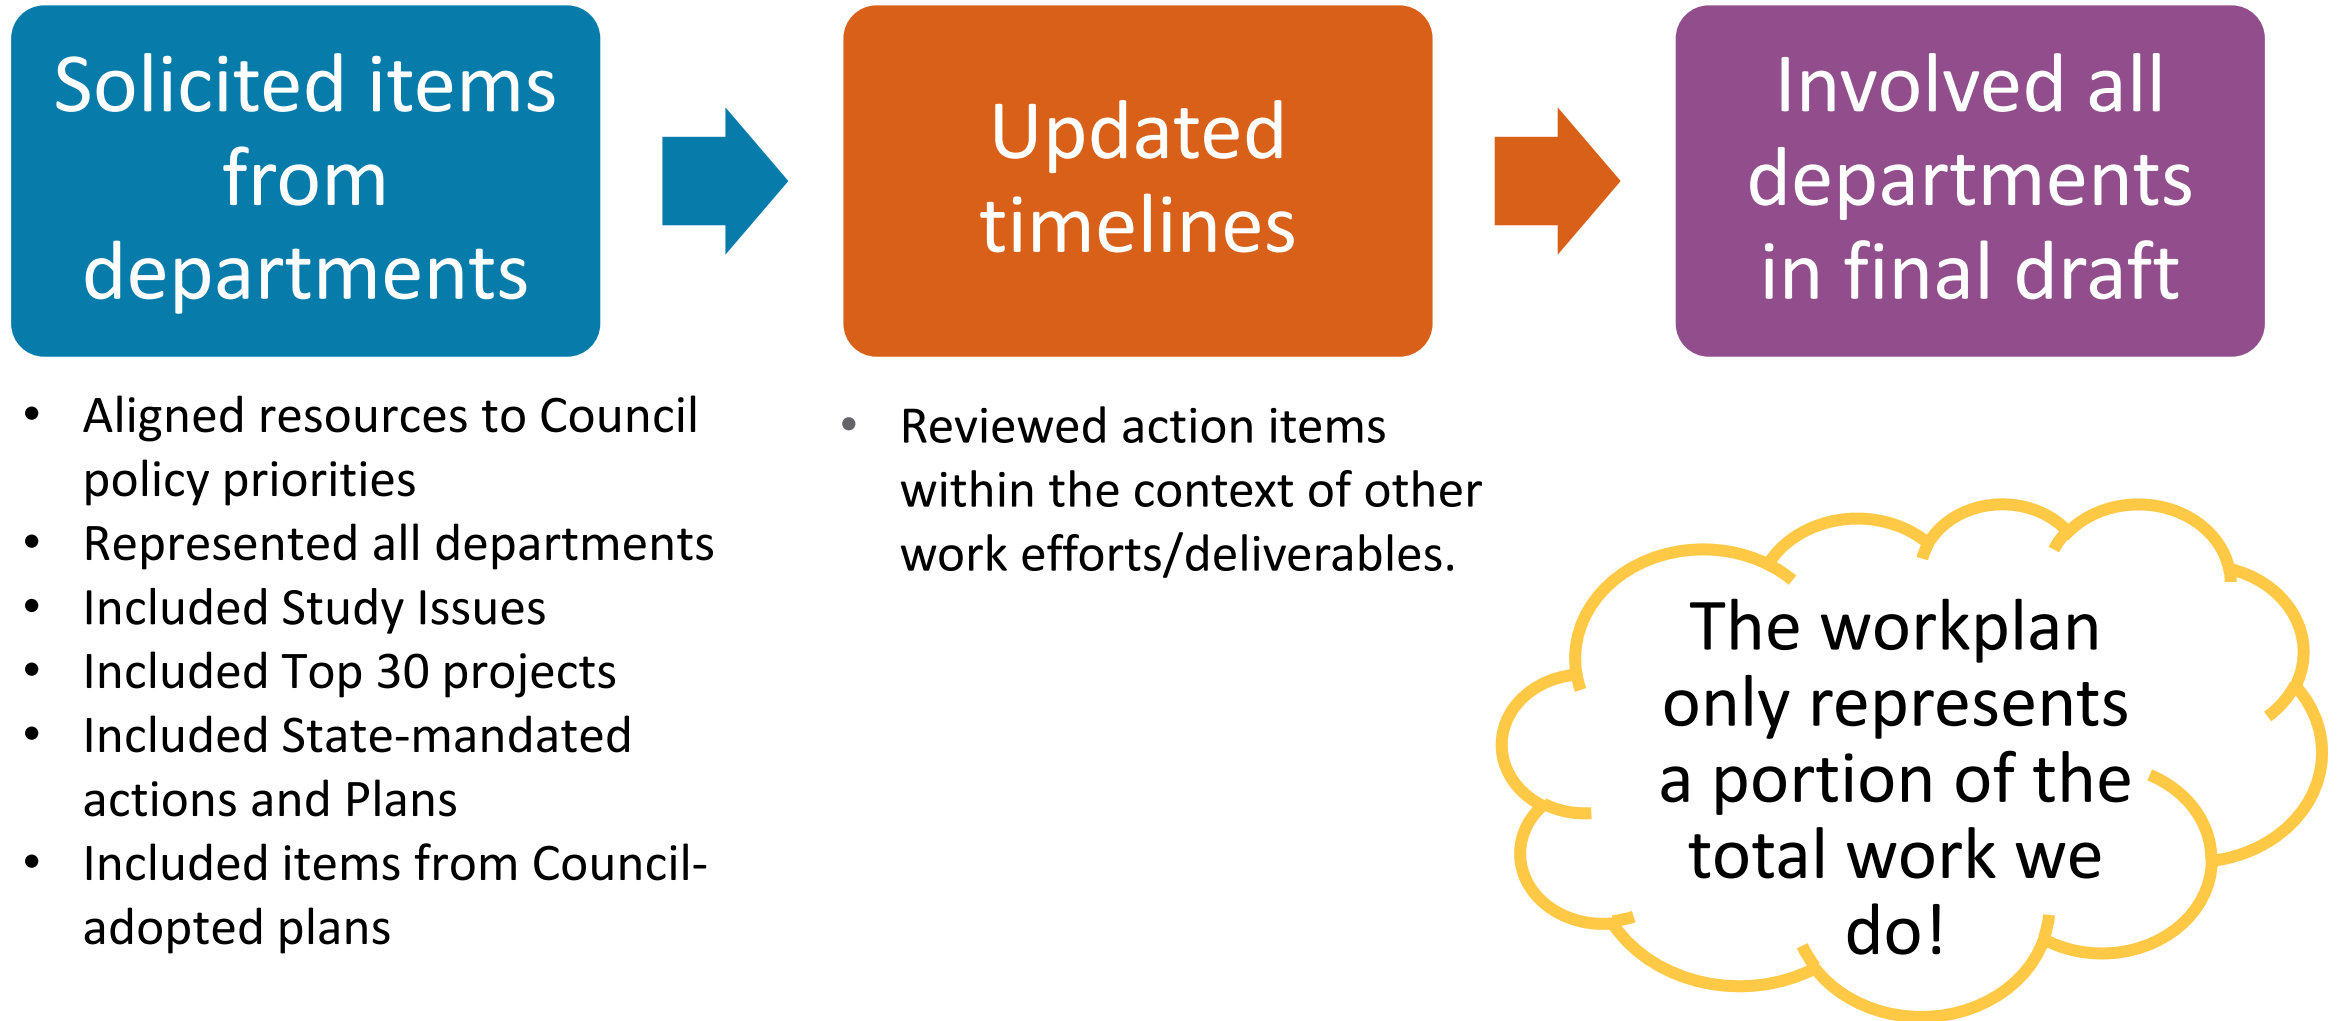 Solicited items
from
departments
Updated
timelines
Involved all
departments
in final draft
• Aligned resources to Council
policy priorities
• Represented all departments
• Included Study Issues
• Included Top 30 projects
• Included State-mandated
actions and Plans
• Included items from Council-
adopted plans
• Reviewed action items
within the context of other
work efforts/deliverables.
The workplan
only represents
a portion of the
total work we
do!